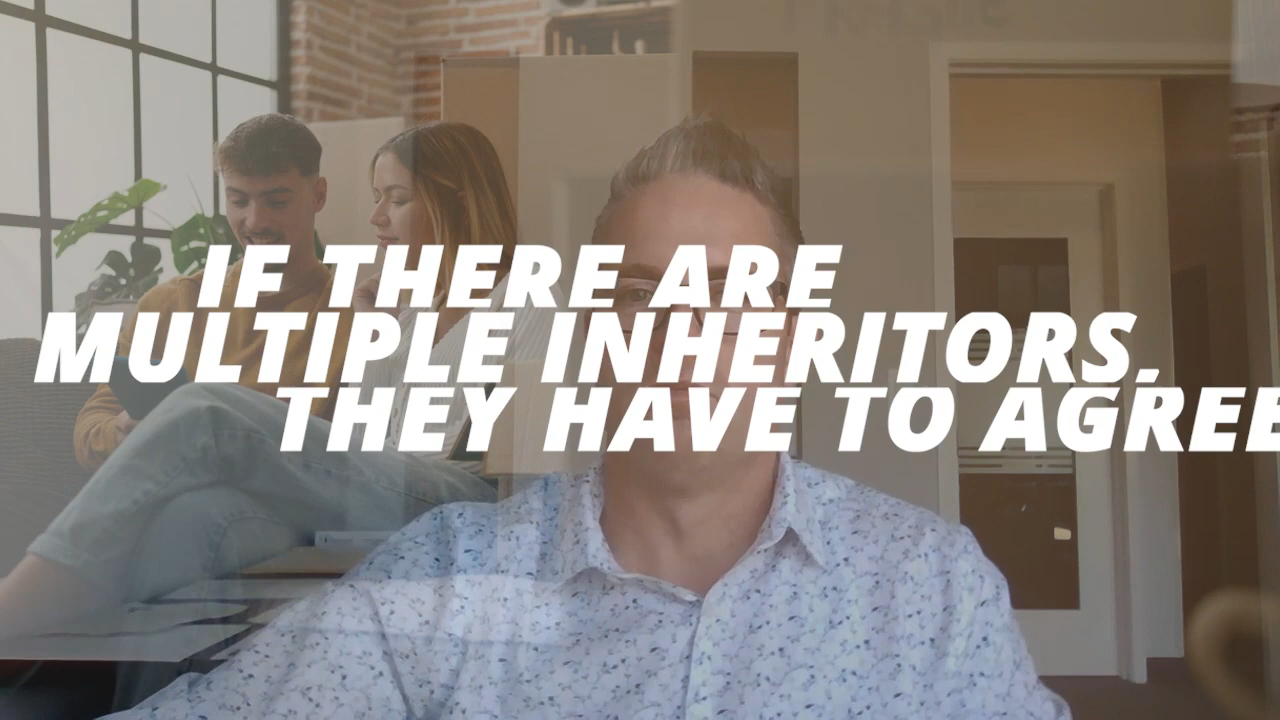 IF THERE ARE
MULTIPLE INHERITORS,
THEY HAVE TO AGREE